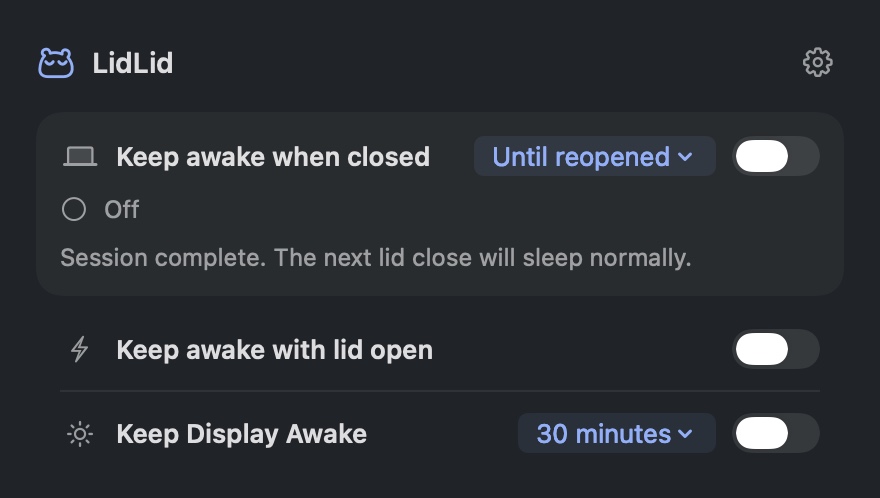 LidLid
Keep awake when closed Until reopened
Off
Session complete. The next lid close will sleep normally.
Keep awake with lid open
Keep Display Awake 30 minutes